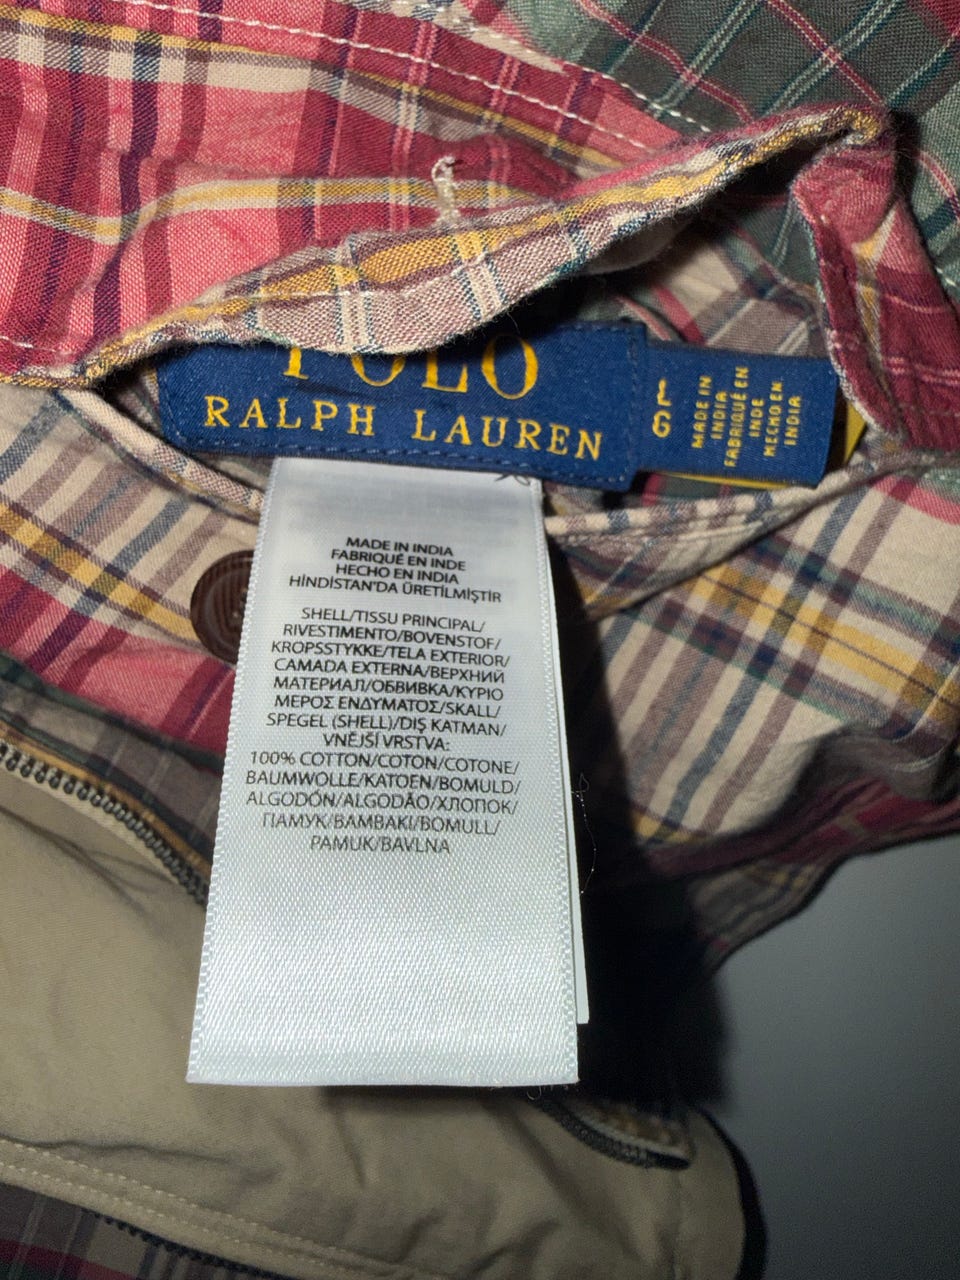 POLO
RALPH LAUREN
L
G
MADE IN
INDIA
FABRIQUÉ EN
INDE
HECHO EN
INDIA
MADE IN INDIA
FABRIQUÉ EN INDE
HECHO EN INDIA
HİNDİSTAN'DA ÜRETİLMİŞTİR
SHELL/TISSU PRINCIPAL/
RIVESTIMENTO/BOVENSTOF/
KROPSSTYKKE/TELA EXTERIOR/
CAMADA EXTERNA/ВЕРХНИЙ
МАТЕРИАЛ/ОБВИВКА/ΚΥΡΙΟ
ΜΕΡΟΣ ΕΝΔΥΜΑΤΟΣ/SKALL/
SPEGEL (SHELL)/DIŞ KATMAN/
VNĚJŠÍ VRSTVA:
100% COTTON/COTON/COTONE/
BAUMWOLLE/KATOEN/BOMULD/
ALGODÓN/ALGODÃO/ХЛОПОК/
ПАМУК/ΒΑΜΒΑΚΙ/BOMULL/
PAMUK/BAVLNA